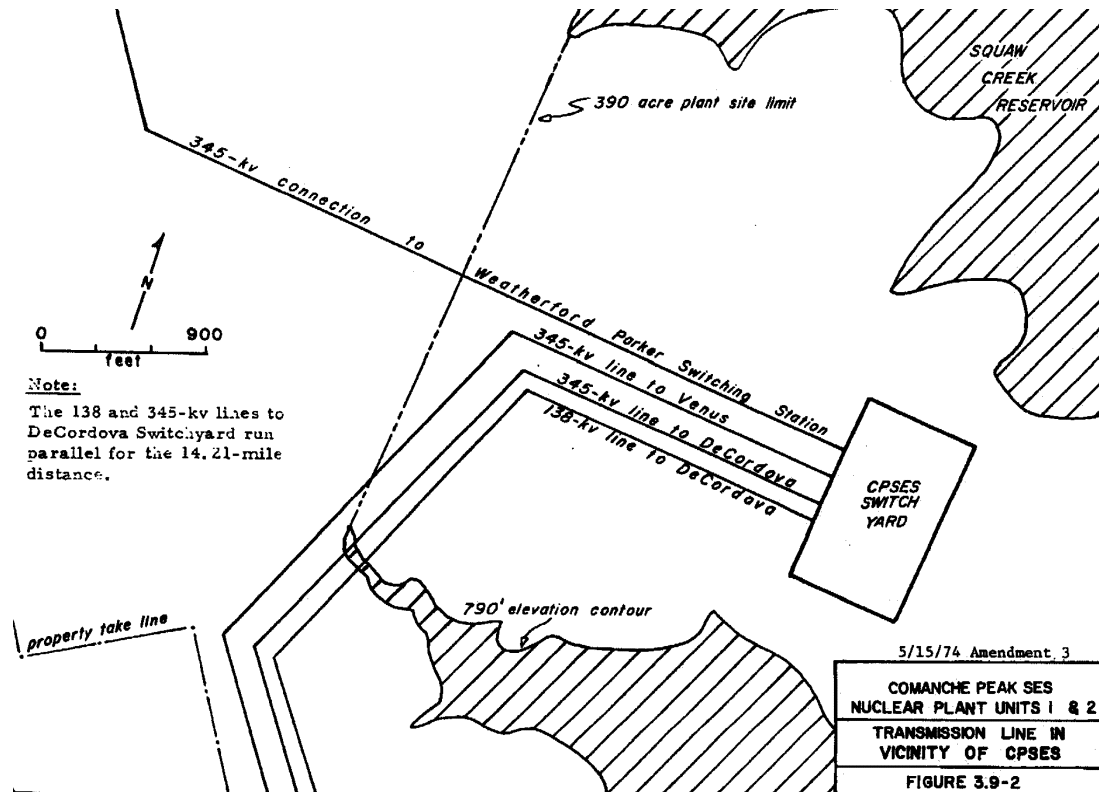 SQUAW
CREEK
RESERVOIR
390 acre plant site limit
345-kv connection to Weatherford Parker Switching Station
N
0 900
feet
Note:
The 138 and 345-kv lines to
DeCordova Switchyard run
parallel for the 14.21-mile
distance.
345-kv line to Venus
345-kv line to DeCordova
138-kv line to DeCordova
CPSES
SWITCH
YARD
790' elevation contour
property take line
5/15/74 Amendment 3
COMANCHE PEAK SES
NUCLEAR PLANT UNITS 1 & 2
TRANSMISSION LINE IN
VICINITY OF CPSES
FIGURE 3.9-2